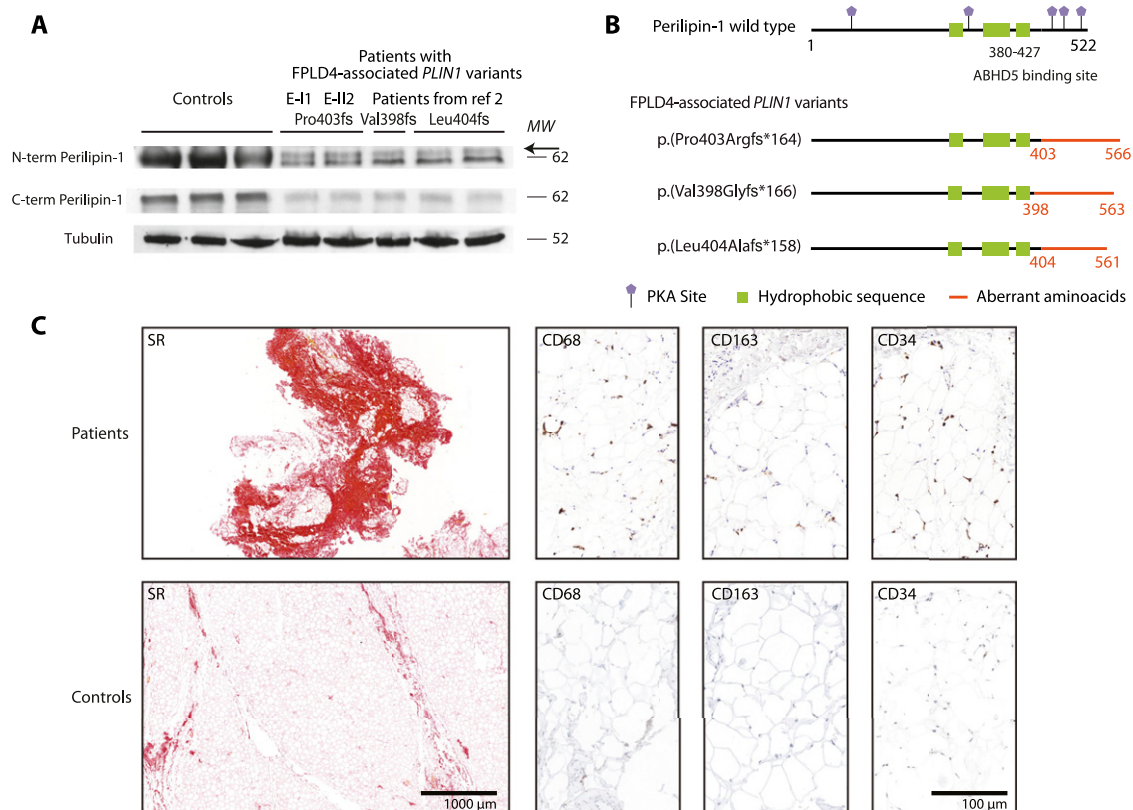 A
Patients with
FPLD4-associated PLIN1 variants
Controls
E-I1 E-II2 Patients from ref 2
Pro403fs Val398fs Leu404fs
MW
N-term Perilipin-1
62
C-term Perilipin-1
62
Tubulin
52
B
Perilipin-1 wild type
1
522
380-427
ABHD5 binding site
FPLD4-associated PLIN1 variants
p.(Pro403Argfs*164)
403
566
p.(Val398Glyfs*166)
398
563
p.(Leu404Alafs*158)
404
561
PKA Site
Hydrophobic sequence
Aberrant aminoacids
C
SR
CD68
CD163
CD34
Patients
SR
CD68
CD163
CD34
Controls
1000 µm
100 µm